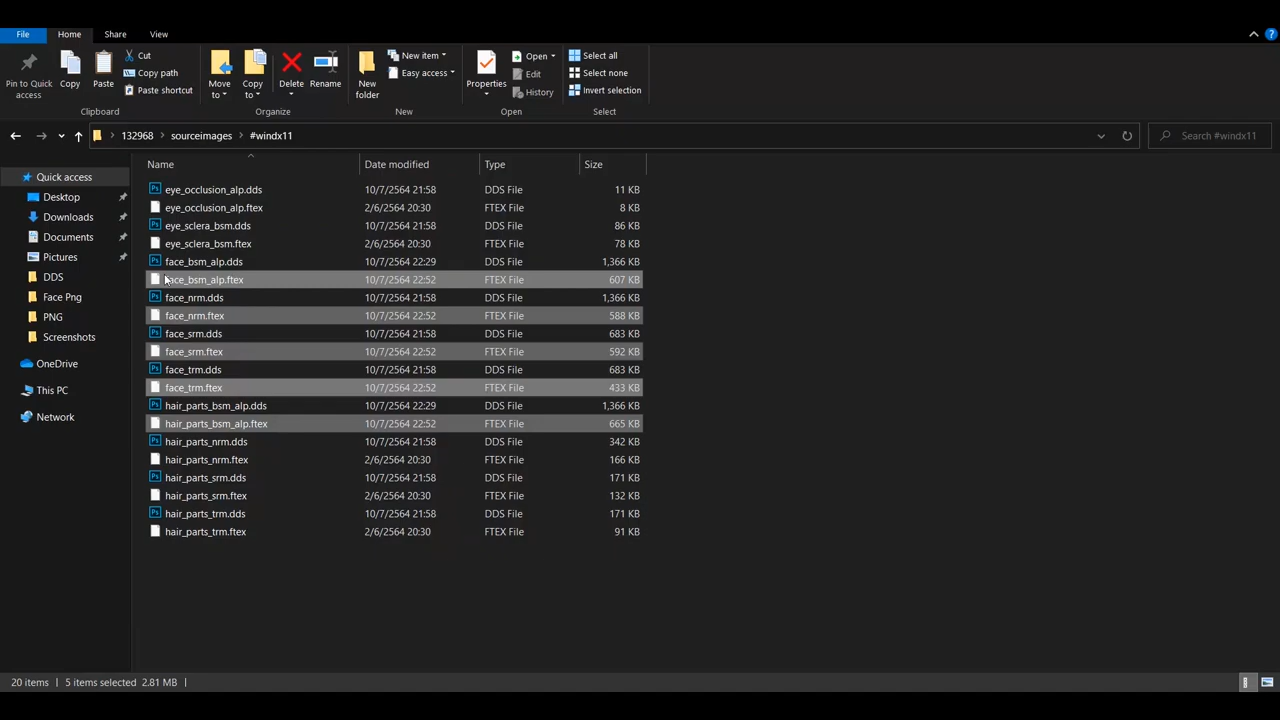 File Home Share View
Pin to Quick access
Copy
Paste
Cut
Copy path
Paste shortcut
Clipboard
Move to
Copy to
Delete
Rename
Organize
New folder
New item
Easy access
New
Properties
Open
Edit
History
Open
Select all
Select none
Invert selection
Select
132968 sourceimages #windx11
Search #windx11
Quick access
Desktop
Downloads
Documents
Pictures
DDS
Face Png
PNG
Screenshots
OneDrive
This PC
Network
Name Date modified Type Size
eye_occlusion_alp.dds 10/7/2564 21:58 DDS File 11 KB
eye_occlusion_alp.ftex 2/6/2564 20:30 FTEX File 8 KB
eye_sclera_bsm.dds 10/7/2564 21:58 DDS File 86 KB
eye_sclera_bsm.ftex 2/6/2564 20:30 FTEX File 78 KB
face_bsm_alp.dds 10/7/2564 22:29 DDS File 1,366 KB
face_bsm_alp.ftex 10/7/2564 22:52 FTEX File 607 KB
face_nrm.dds 10/7/2564 21:58 DDS File 1,366 KB
face_nrm.ftex 10/7/2564 22:52 FTEX File 588 KB
face_srm.dds 10/7/2564 21:58 DDS File 683 KB
face_srm.ftex 10/7/2564 22:52 FTEX File 592 KB
face_trm.dds 10/7/2564 21:58 DDS File 683 KB
face_trm.ftex 10/7/2564 22:52 FTEX File 433 KB
hair_parts_bsm_alp.dds 10/7/2564 22:29 DDS File 1,366 KB
hair_parts_bsm_alp.ftex 10/7/2564 22:52 FTEX File 665 KB
hair_parts_nrm.dds 10/7/2564 21:58 DDS File 342 KB
hair_parts_nrm.ftex 2/6/2564 20:30 FTEX File 166 KB
hair_parts_srm.dds 10/7/2564 21:58 DDS File 171 KB
hair_parts_srm.ftex 2/6/2564 20:30 FTEX File 132 KB
hair_parts_trm.dds 10/7/2564 21:58 DDS File 171 KB
hair_parts_trm.ftex 2/6/2564 20:30 FTEX File 91 KB
20 items 5 items selected 2.81 MB